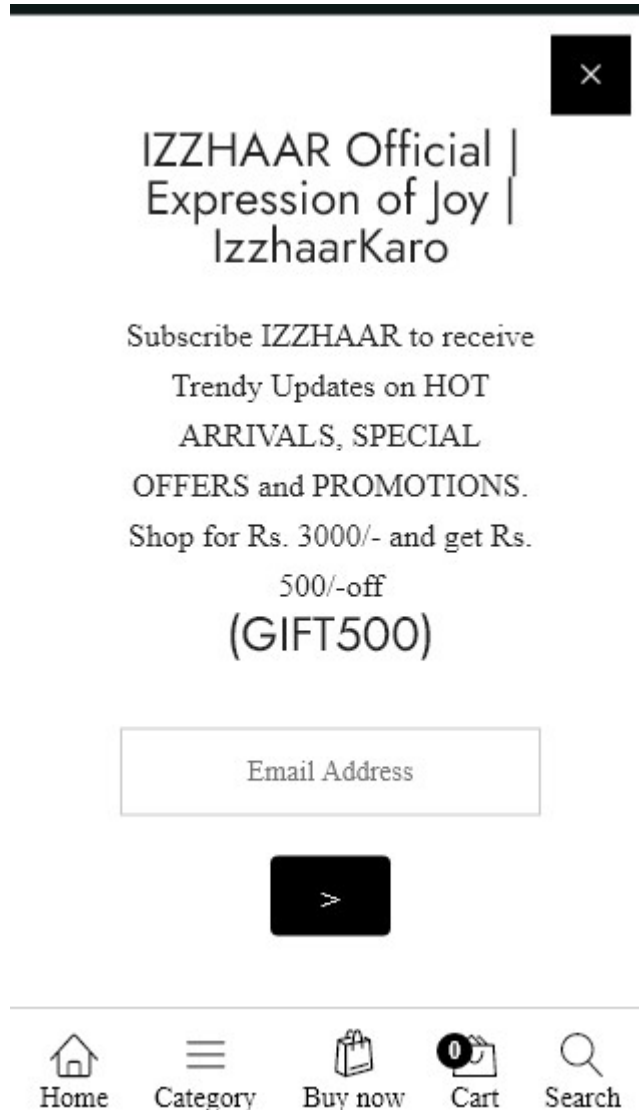 ×
IZZHAAR Official |
Expression of Joy |
IzzhaarKaro
Subscribe IZZHAAR to receive
Trendy Updates on HOT
ARRIVALS, SPECIAL
OFFERS and PROMOTIONS.
Shop for Rs. 3000/- and get Rs.
500/-off
(GIFT500)
Email Address
>
0
Home Category Buy now Cart Search